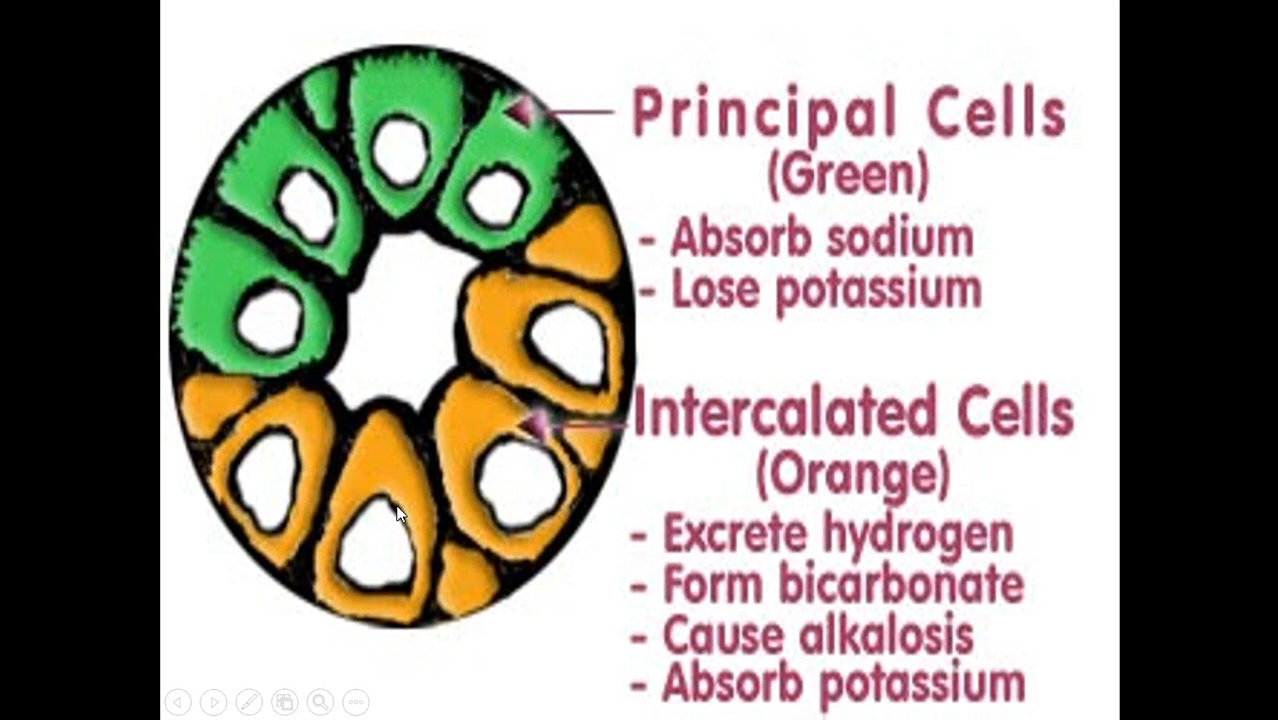 Principal Cells
(Green)
- Absorb sodium
- Lose potassium
Intercalated Cells
(Orange)
- Excrete hydrogen
- Form bicarbonate
- Cause alkalosis
- Absorb potassium